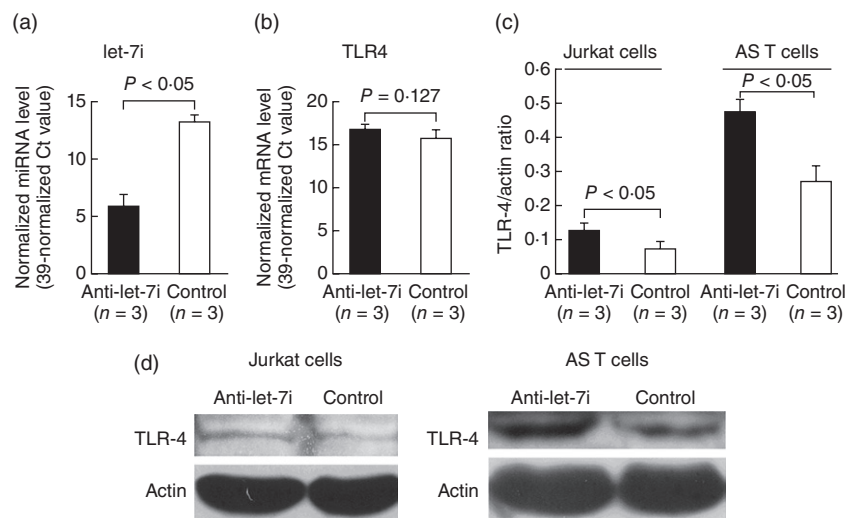 (a)
let-7i
P < 0·05
15
10
5
0
Normalized miRNA level
(39-normalized Ct value)
Anti-let-7i Control
(n = 3) (n = 3)
(b)
TLR4
P = 0·127
20
15
10
5
0
Normalized mRNA level
(39-normalized Ct value)
Anti-let-7i Control
(n = 3) (n = 3)
(c)
Jurkat cells AS T cells
0·6
0·5
0·4
0·3
0·2
0·1
0
TLR-4/actin ratio
P < 0·05
P < 0·05
Anti-let-7i Control Anti-let-7i Control
(n = 3) (n = 3) (n = 3) (n = 3)
(d)
Jurkat cells
Anti-let-7i Control
TLR-4
Actin
AS T cells
Anti-let-7i Control
TLR-4
Actin